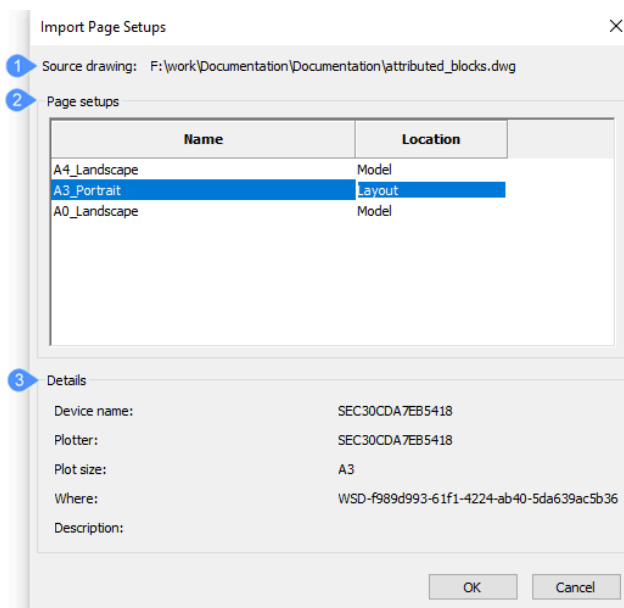 Import Page Setups
1 Source drawing: F:\work\Documentation\Documentation\attributed_blocks.dwg
2 Page setups
Name Location
A4_Landscape Model
A3_Portrait Layout
A0_Landscape Model
3 Details
Device name: SEC30CDA7EB5418
Plotter: SEC30CDA7EB5418
Plot size: A3
Where: WSD-f989d993-61f1-4224-ab40-5da639ac5b36
Description:
OK Cancel